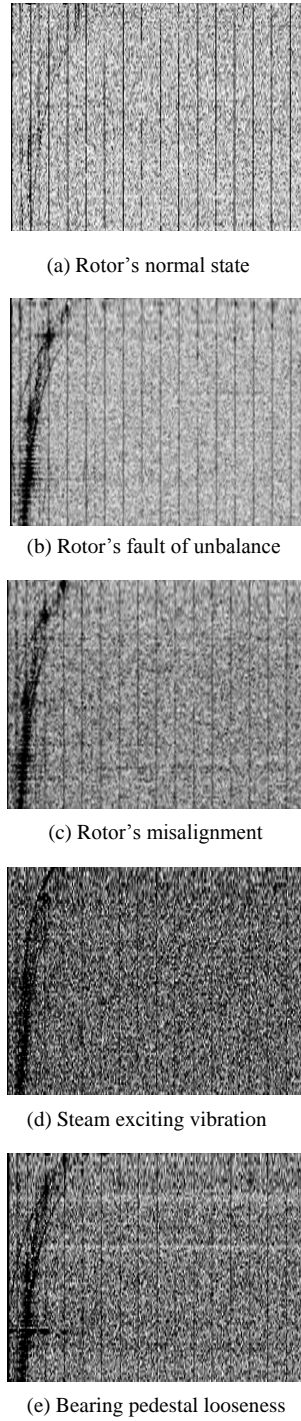 (a) Rotor’s normal state
(b) Rotor’s fault of unbalance
(c) Rotor’s misalignment
(d) Steam exciting vibration
(e) Bearing pedestal looseness